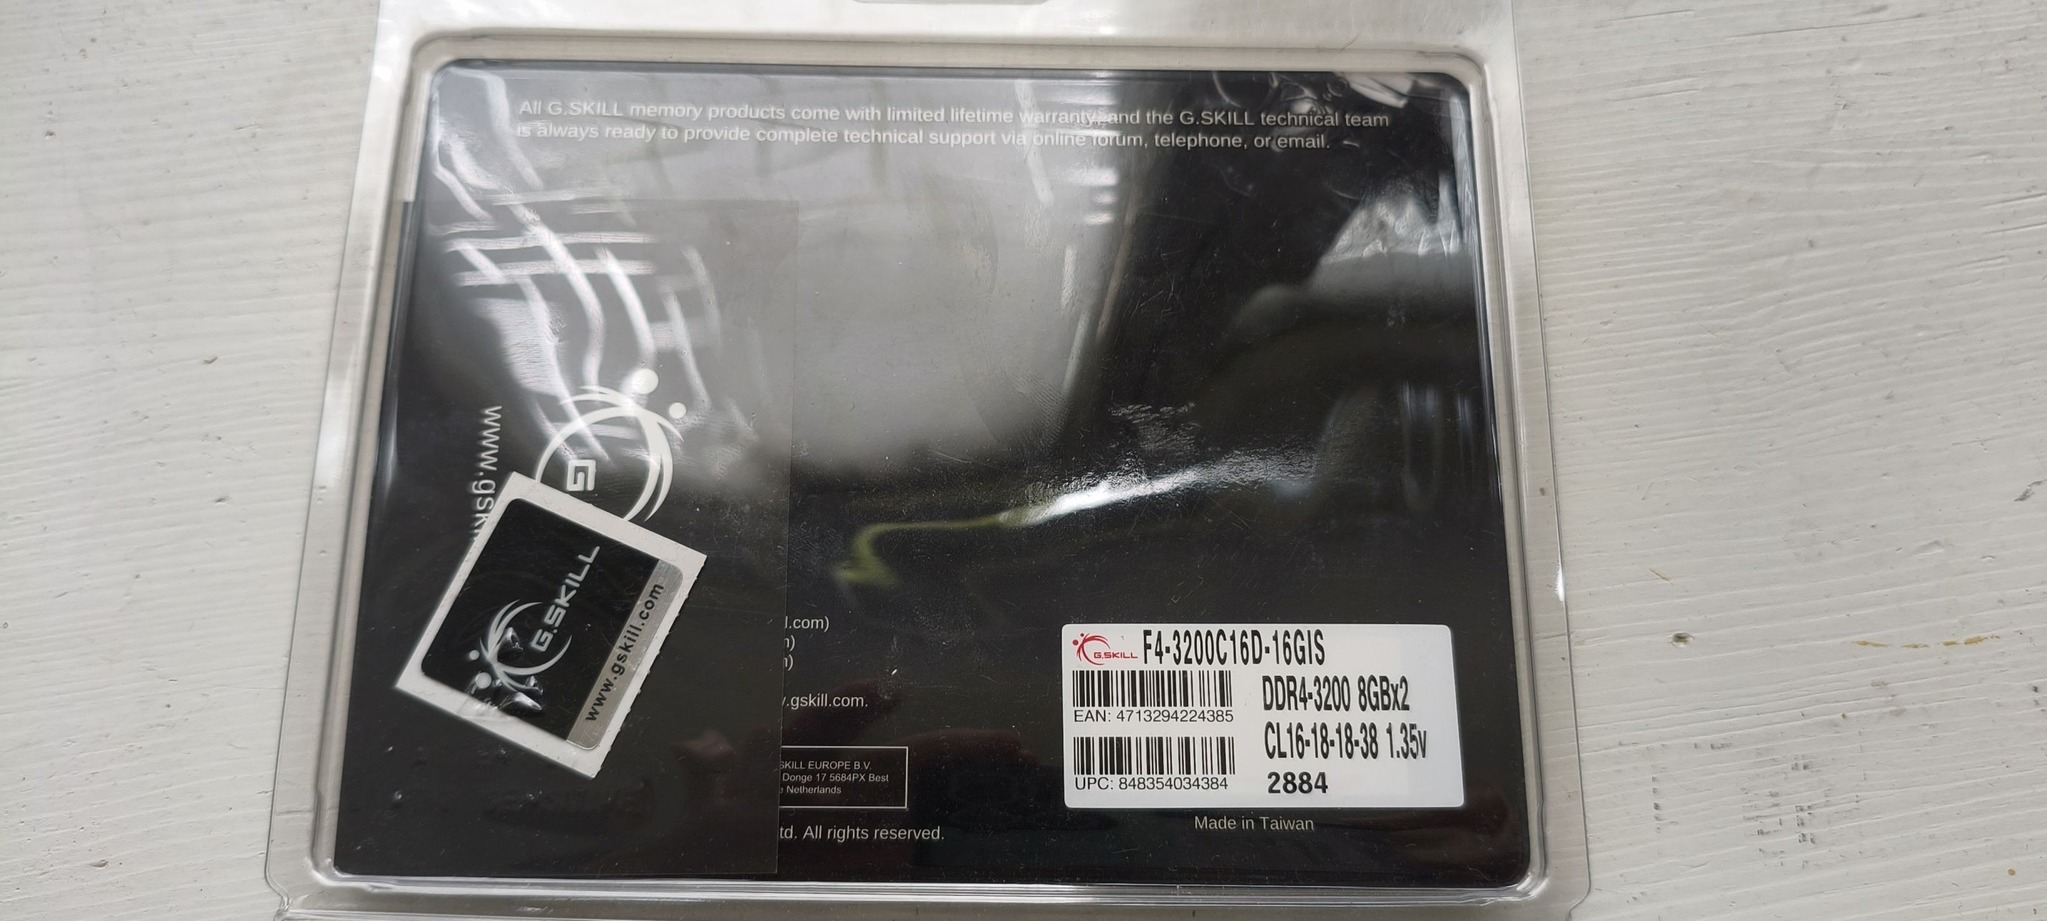 All G.SKILL memory products come with limited lifetime warranty, and the G.SKILL technical team
is always ready to provide complete technical support via online forum, telephone, or email.
www.gski
G
G.SKILL
www.gskill.com
l.com)
m)
m)
.gskill.com.
SKILL EUROPE B.V.
Donge 17 5684PX Best
e Netherlands
td. All rights reserved.
G.SKILL F4-3200C16D-16GIS
DDR4-3200 8GBx2
EAN: 4713294224385
CL16-18-18-38 1.35v
UPC: 848354034384
2884
Made in Taiwan